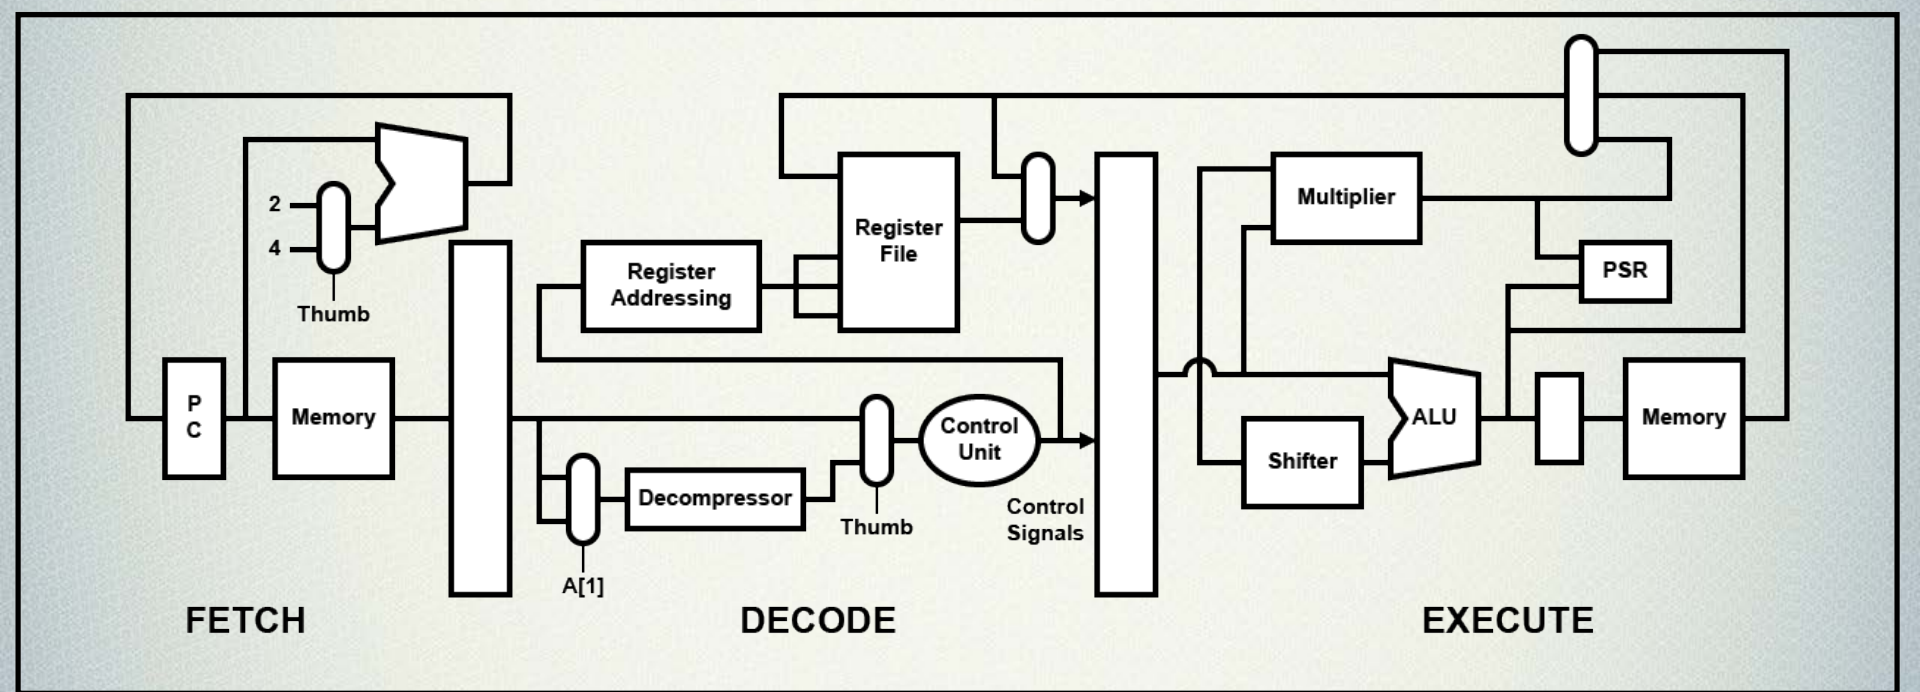 2
4
Thumb
P
C
Memory
Register
Addressing
Register
File
Decompressor
A[1]
Thumb
Control
Unit
Control
Signals
Multiplier
PSR
Shifter
ALU
Memory
FETCH
DECODE
EXECUTE